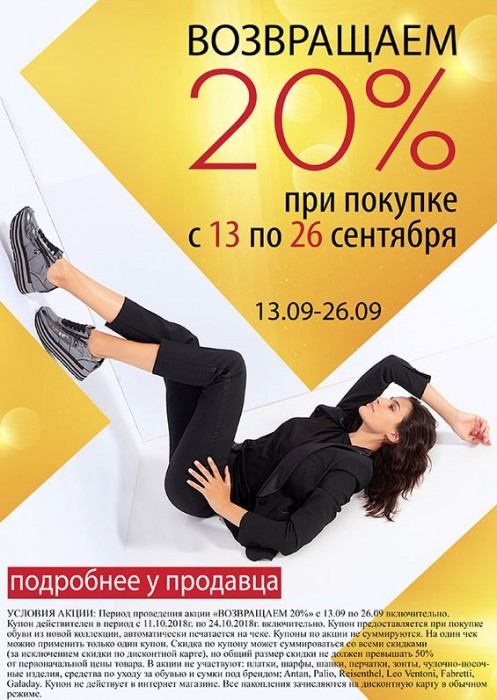 ВОЗВРАЩАЕМ
20%
при покупке
с 13 по 26 сентября
13.09-26.09
подробнее у продавца
УСЛОВИЯ АКЦИИ: Период проведения акции «ВОЗВРАЩАЕМ 20%» с 13.09 по 26.09 включительно.
Купон действителен в период с 11.10.2018г. по 24.10.2018г. включительно. Купон предоставляется при покупке
обуви из новой коллекции, автоматически печатается на чеке. Купоны по акции не суммируются. На один чек
можно применить только один купон. Скидка по купону может суммироваться со всеми скидками
(за исключением скидки по дисконтной карте), но общий размер скидки не должен превышать 50%
от первоначальной цены товара. В акции не участвуют: платки, шарфы, шапки, перчатки, зонты, чулочно-носоч-
ные изделия, средства по уходу за обувью и сумки под брендом; Antan, Palio, Reisenthel, Leo Ventoni, Fabretti,
Galaday. Купон не действует в интернет магазине. Все накопления зачисляются на дисконтную карту в обычном
режиме.